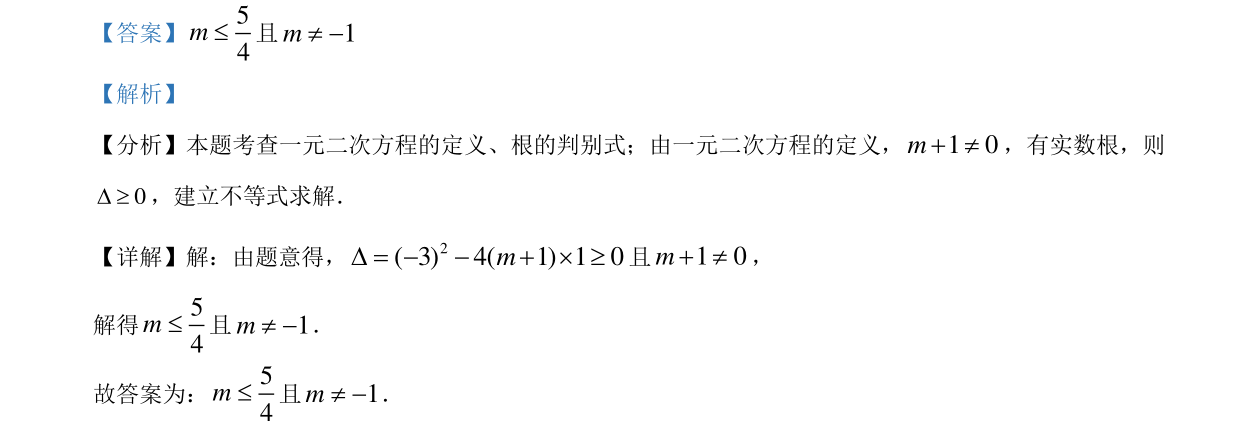 【答案】m ≤ 5/4 且 m ≠ −1
【解析】
【分析】本题考查一元二次方程的定义、根的判别式；由一元二次方程的定义，m+1≠0，有实数根，则
Δ≥0，建立不等式求解．
【详解】解：由题意得，Δ=(−3)²−4(m+1)×1≥0且m+1≠0，
解得m ≤ 5/4 且m ≠ −1．
故答案为：m ≤ 5/4 且m ≠ −1．